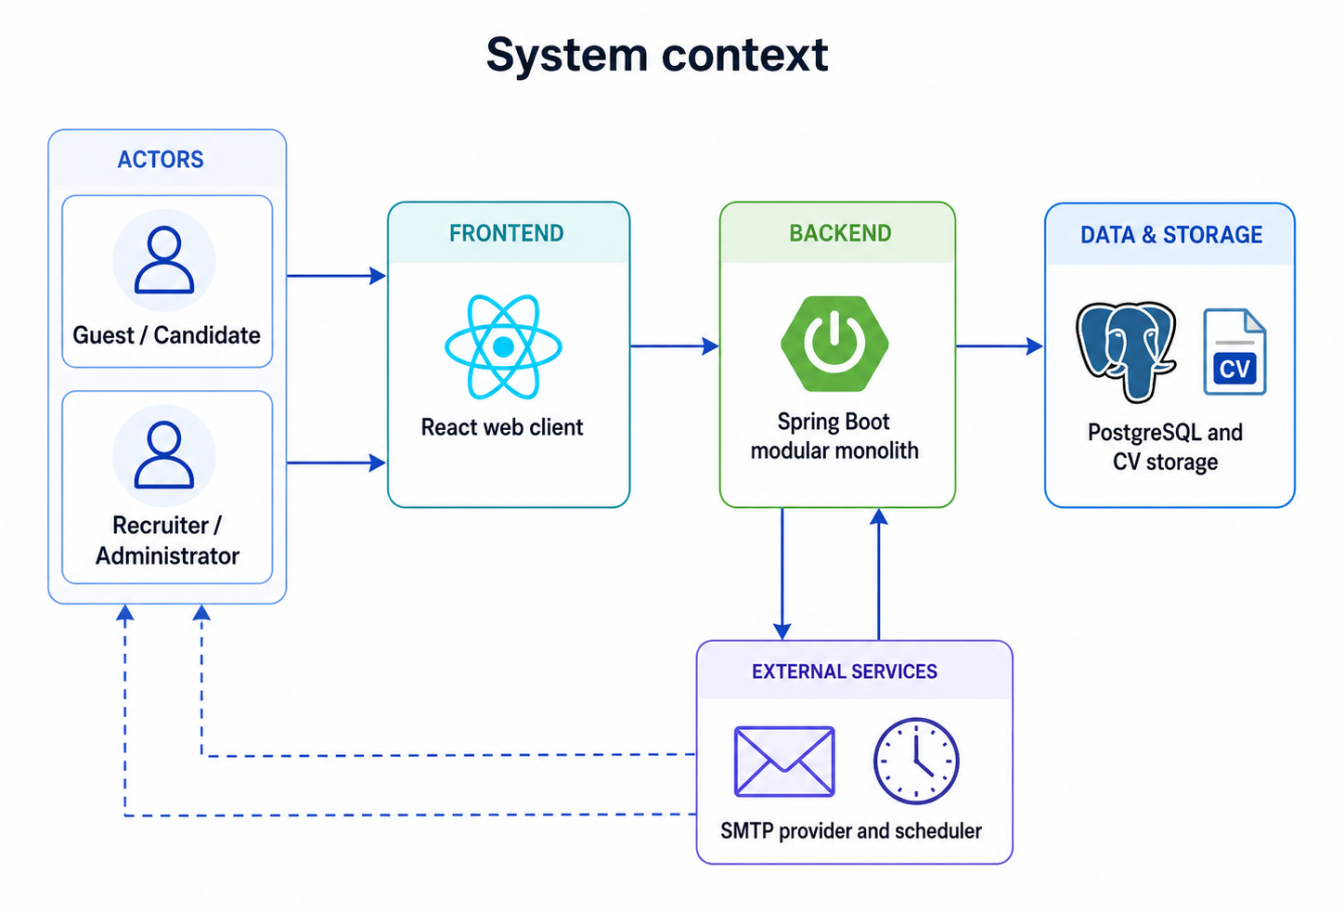 System context
ACTORS
Guest / Candidate
Recruiter /
Administrator
FRONTEND
React web client
BACKEND
Spring Boot
modular monolith
DATA & STORAGE
CV
PostgreSQL and
CV storage
EXTERNAL SERVICES
SMTP provider and scheduler